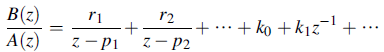 B(z)/A(z) = r1/(z − p1) + r2/(z − p2) + ⋯ + k0 + k1z⁻¹ + ⋯